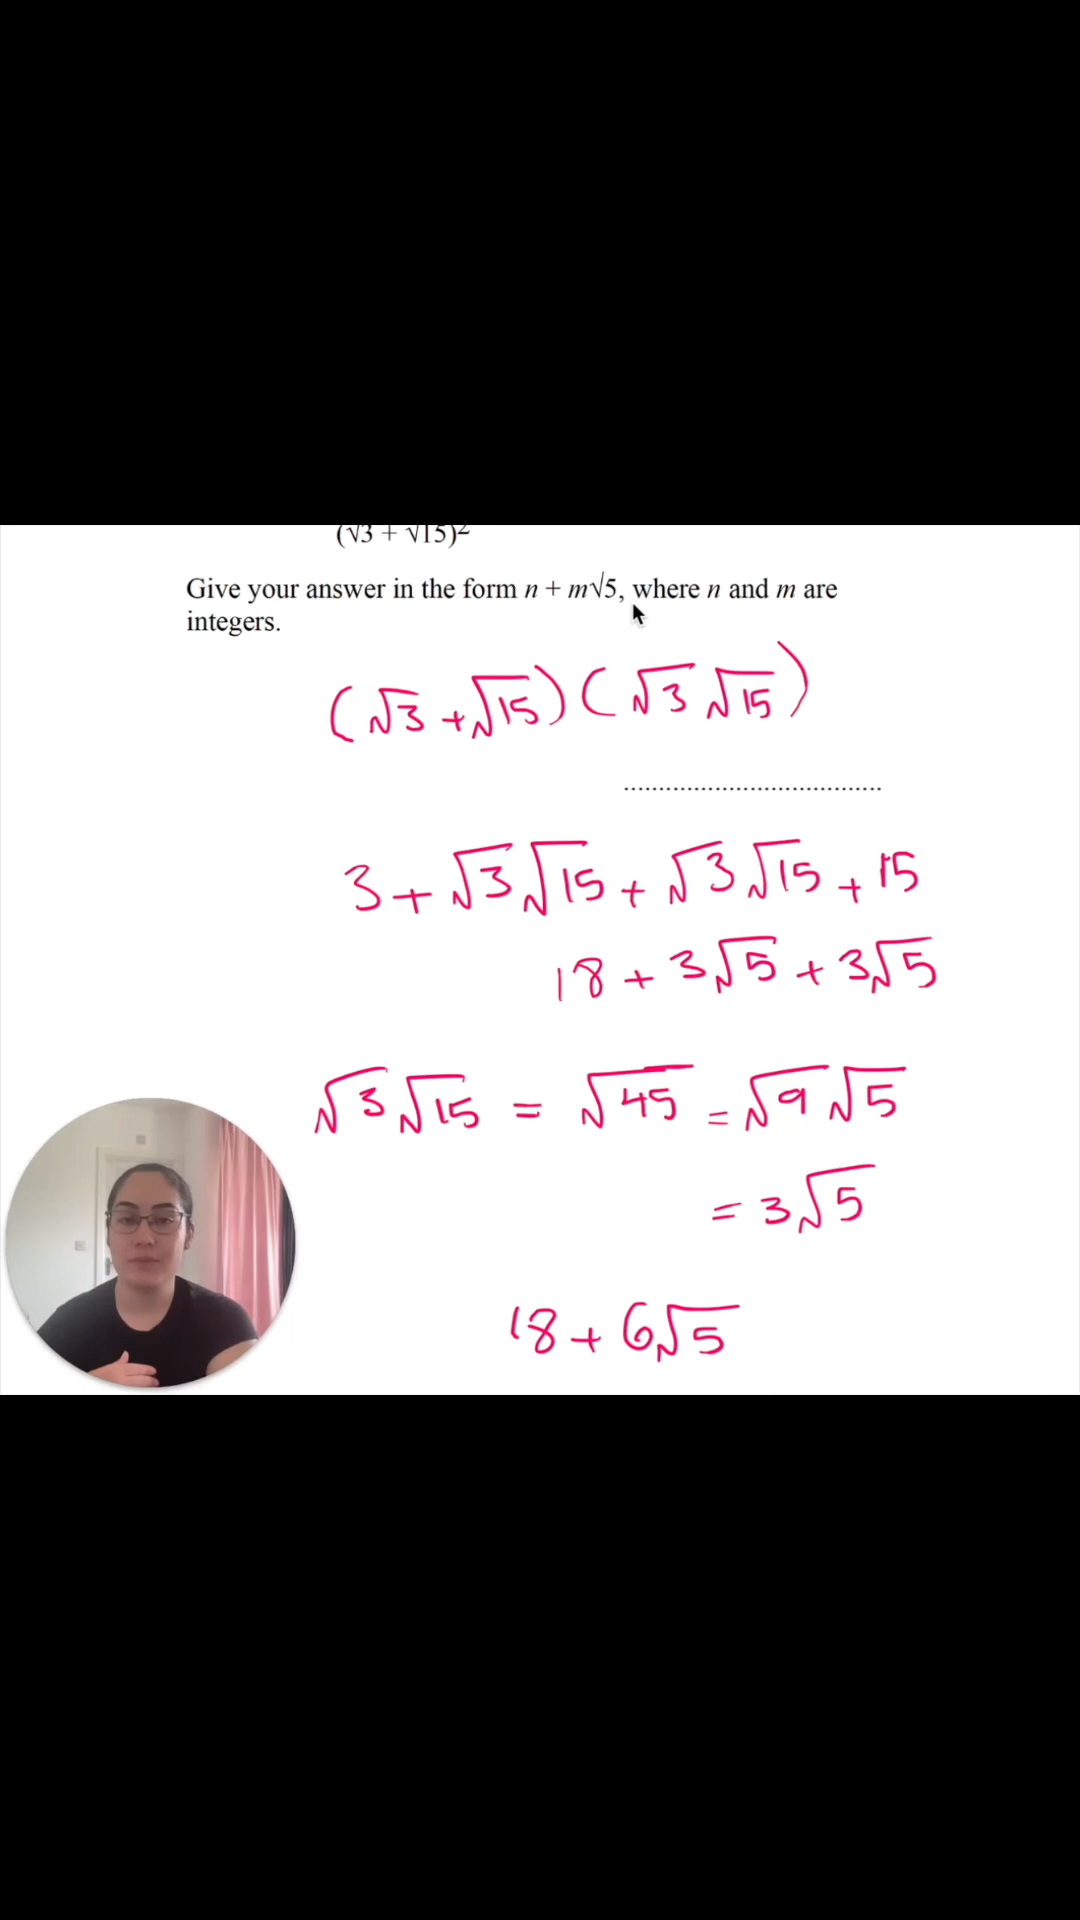 (√3 + √15)²
Give your answer in the form n + m√5, where n and m are
integers.
(√3 + √15)(√3 √15)
....................................
3 + √3√15 + √3√15 + 15
18 + 3√5 + 3√5
√3√15 = √45 = √9√5
= 3√5
18 + 6√5